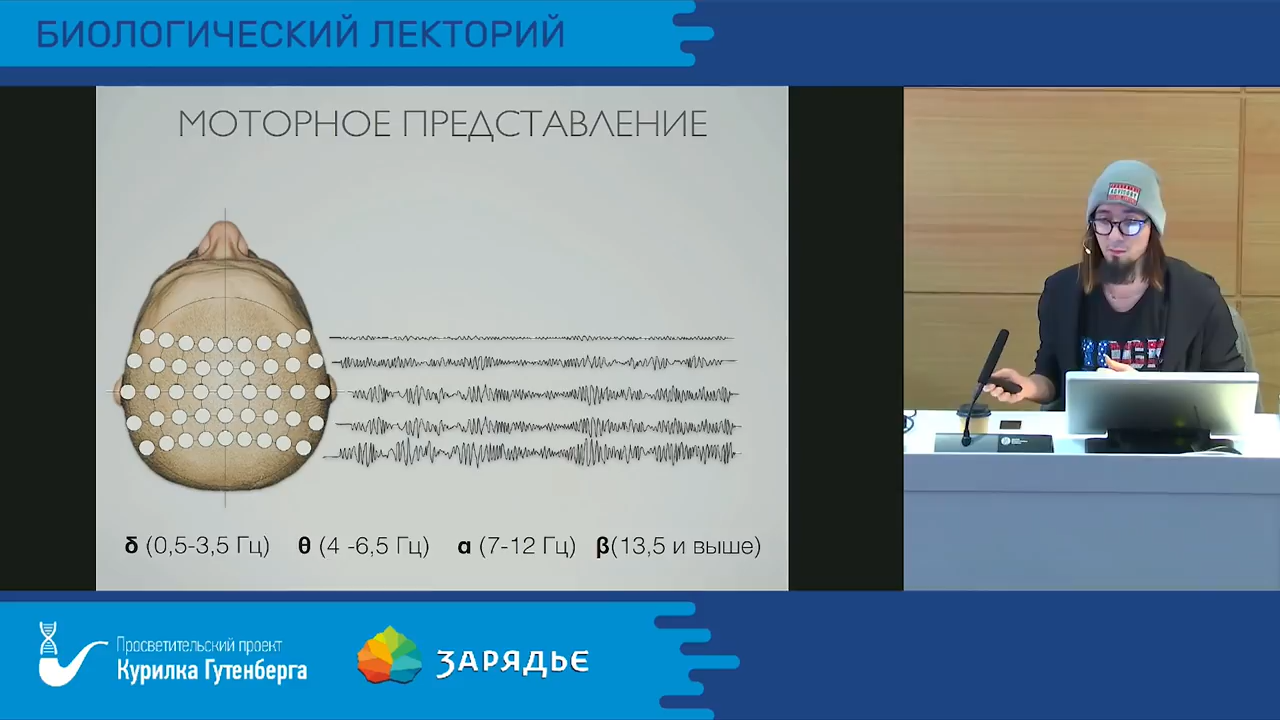 БИОЛОГИЧЕСКИЙ ЛЕКТОРИЙ
МОТОРНОЕ ПРЕДСТАВЛЕНИЕ
δ (0,5-3,5 Гц) θ (4 -6,5 Гц) α (7-12 Гц) β(13,5 и выше)
Просветительский проект
Курилка Гутенберга
ЗАРЯДЬЕ